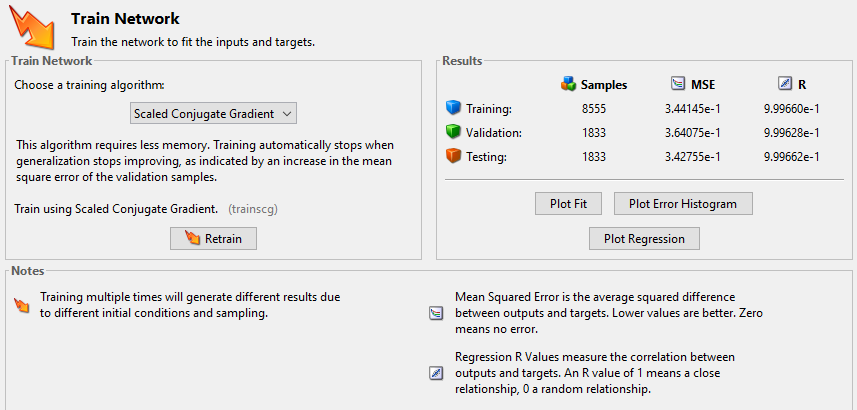 Train Network
Train the network to fit the inputs and targets.
Train Network
Choose a training algorithm:
Scaled Conjugate Gradient
This algorithm requires less memory. Training automatically stops when
generalization stops improving, as indicated by an increase in the mean
square error of the validation samples.
Train using Scaled Conjugate Gradient. (trainscg)
Retrain
Results
Samples MSE R
Training: 8555 3.44145e-1 9.99660e-1
Validation: 1833 3.64075e-1 9.99628e-1
Testing: 1833 3.42755e-1 9.99662e-1
Plot Fit Plot Error Histogram
Plot Regression
Notes
Training multiple times will generate different results due
to different initial conditions and sampling.
Mean Squared Error is the average squared difference
between outputs and targets. Lower values are better. Zero
means no error.
Regression R Values measure the correlation between
outputs and targets. An R value of 1 means a close
relationship, 0 a random relationship.